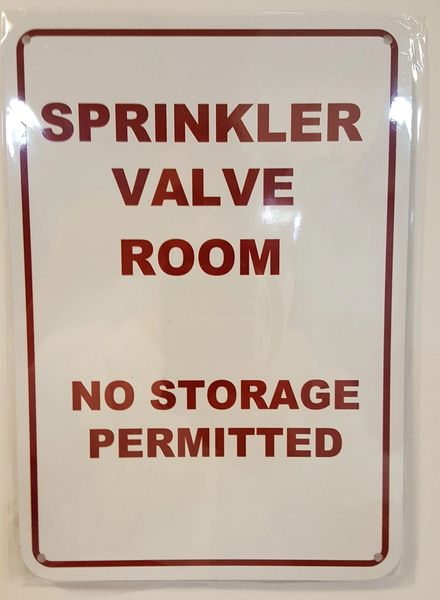 SPRINKLER
VALVE
ROOM
NO STORAGE
PERMITTED